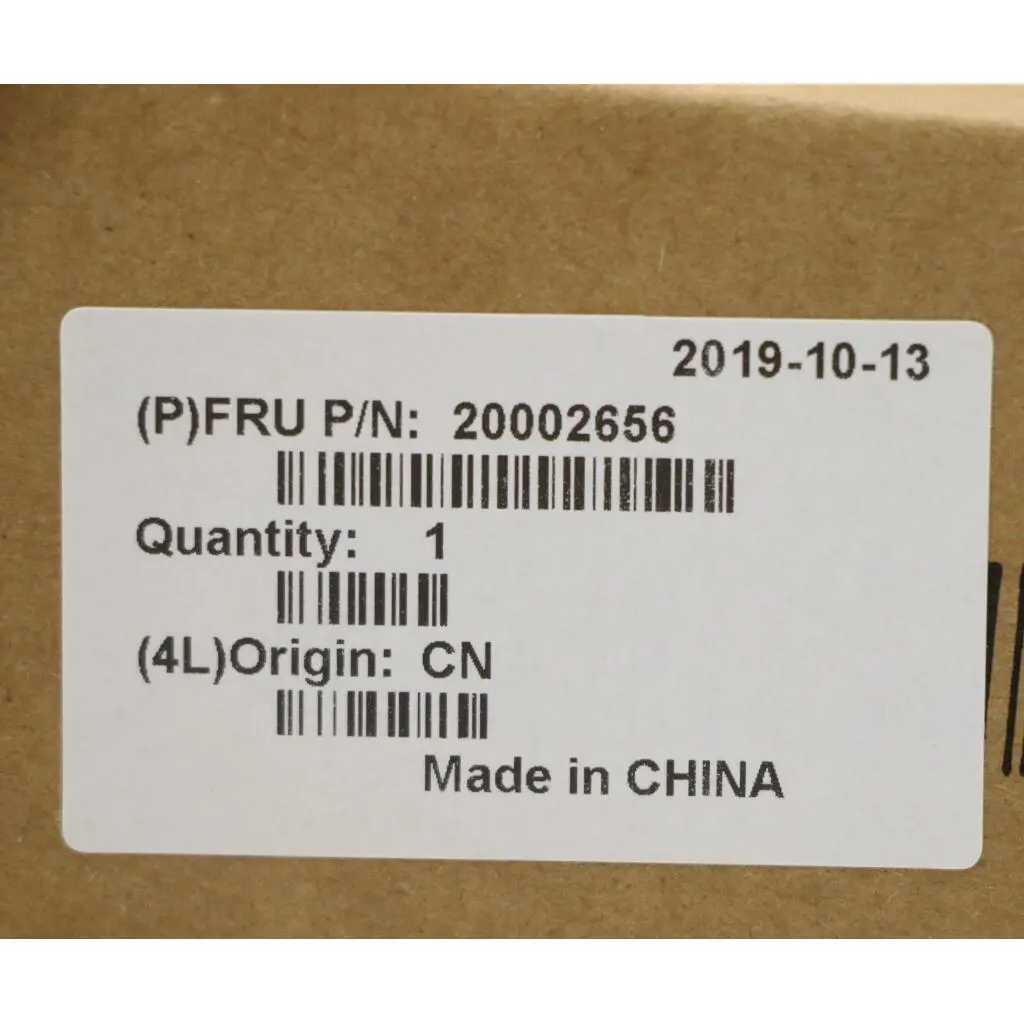 2019-10-13
(P)FRU P/N: 20002656
Quantity: 1
(4L)Origin: CN
Made in CHINA